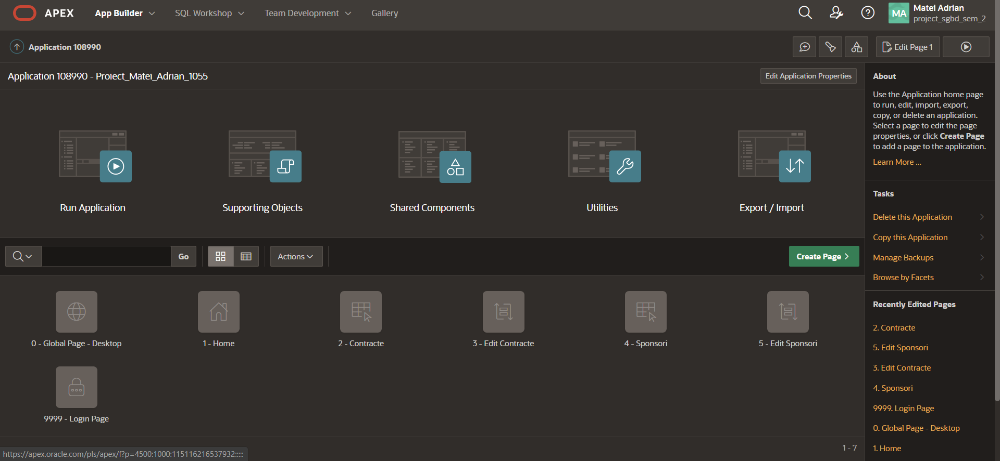 APEX
App Builder
SQL Workshop
Team Development
Gallery
MA
Matei Adrian
project_sgbd_sem_2
Application 108990
Edit Page 1
Application 108990 - Proiect_Matei_Adrian_1055
Edit Application Properties
Run Application
Supporting Objects
Shared Components
Utilities
Export / Import
Go
Actions
Create Page
0 - Global Page - Desktop
1 - Home
2 - Contracte
3 - Edit Contracte
4 - Sponsori
5 - Edit Sponsori
9999 - Login Page
1 - 7
About
Use the Application home page
to run, edit, import, export,
copy, or delete an application.
Select a page to edit the page
properties, or click Create Page
to add a page to the application.
Learn More ...
Tasks
Delete this Application
Copy this Application
Manage Backups
Browse by Facets
Recently Edited Pages
2. Contracte
5. Edit Sponsori
3. Edit Contracte
4. Sponsori
9999. Login Page
0. Global Page - Desktop
1. Home
https://apex.oracle.com/pls/apex/f?p=4500:1000:115116216537932:::::